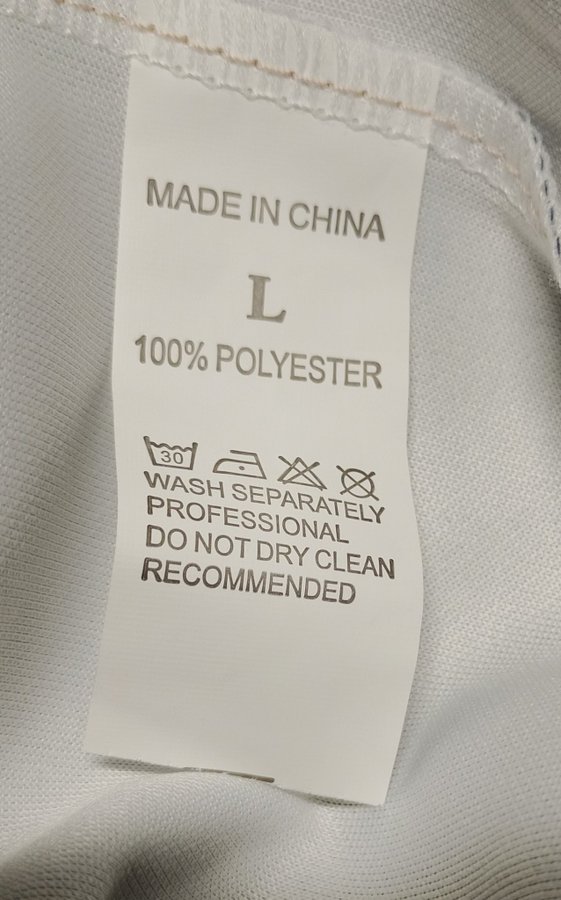 MADE IN CHINA
L
100% POLYESTER
30
WASH SEPARATELY
PROFESSIONAL
DO NOT DRY CLEAN
RECOMMENDED